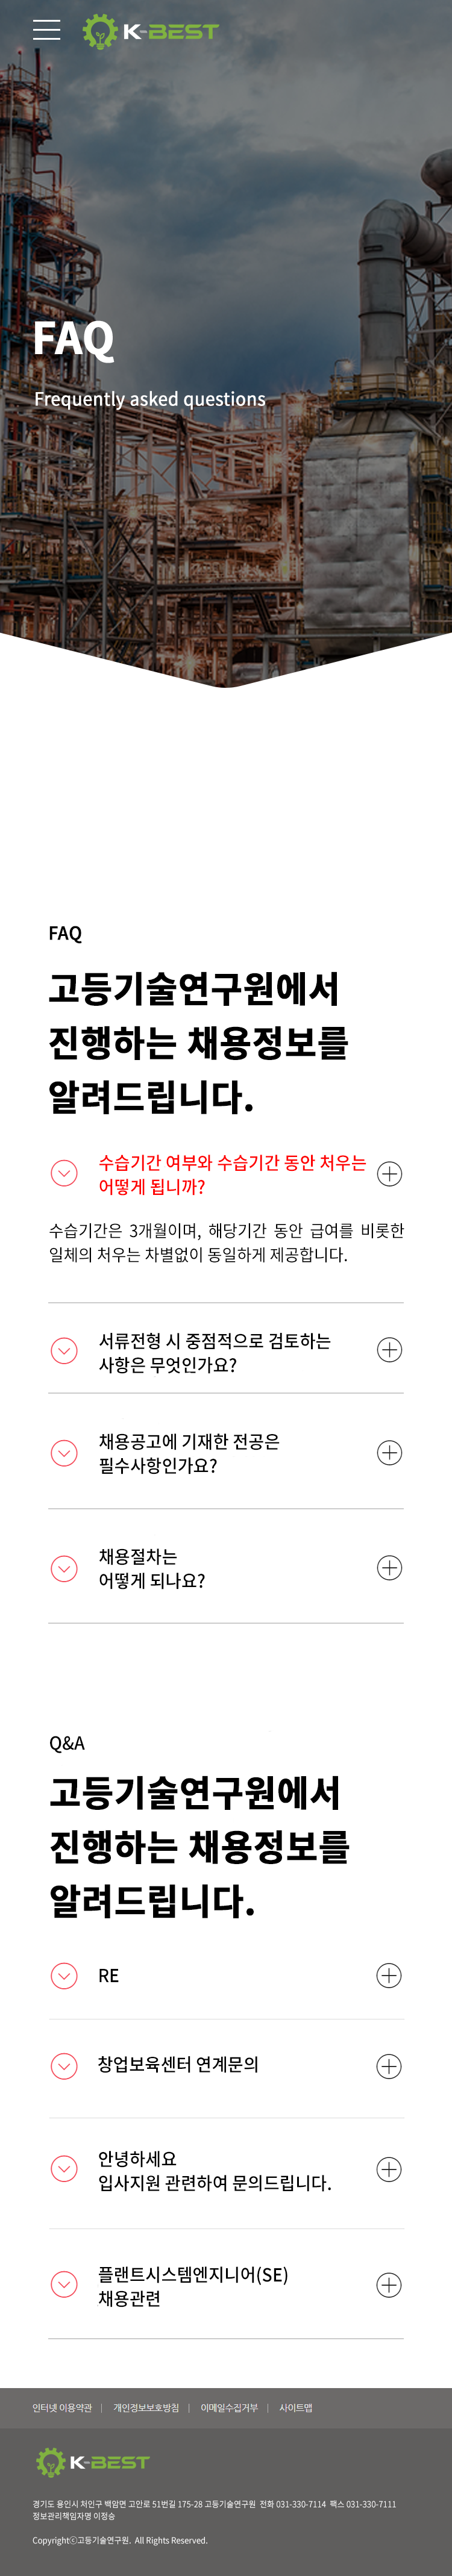 K-BEST
FAQ
Frequently asked questions
FAQ
고등기술연구원에서
진행하는 채용정보를
알려드립니다.
수습기간 여부와 수습기간 동안 처우는
어떻게 됩니까?
수습기간은 3개월이며, 해당기간 동안 급여를 비롯한
일체의 처우는 차별없이 동일하게 제공합니다.
서류전형 시 중점적으로 검토하는
사항은 무엇인가요?
채용공고에 기재한 전공은
필수사항인가요?
채용절차는
어떻게 되나요?
Q&A
고등기술연구원에서
진행하는 채용정보를
알려드립니다.
RE
창업보육센터 연계문의
안녕하세요
입사지원 관련하여 문의드립니다.
플랜트시스템엔지니어(SE)
채용관련
인터넷 이용약관 | 개인정보보호방침 | 이메일수집거부 | 사이트맵
K-BEST
경기도 용인시 처인구 백암면 고안로 51번길 175-28 고등기술연구원 전화 031-330-7114 팩스 031-330-7111
정보관리책임자명 이정승
Copyrightⓒ고등기술연구원. All Rights Reserved.